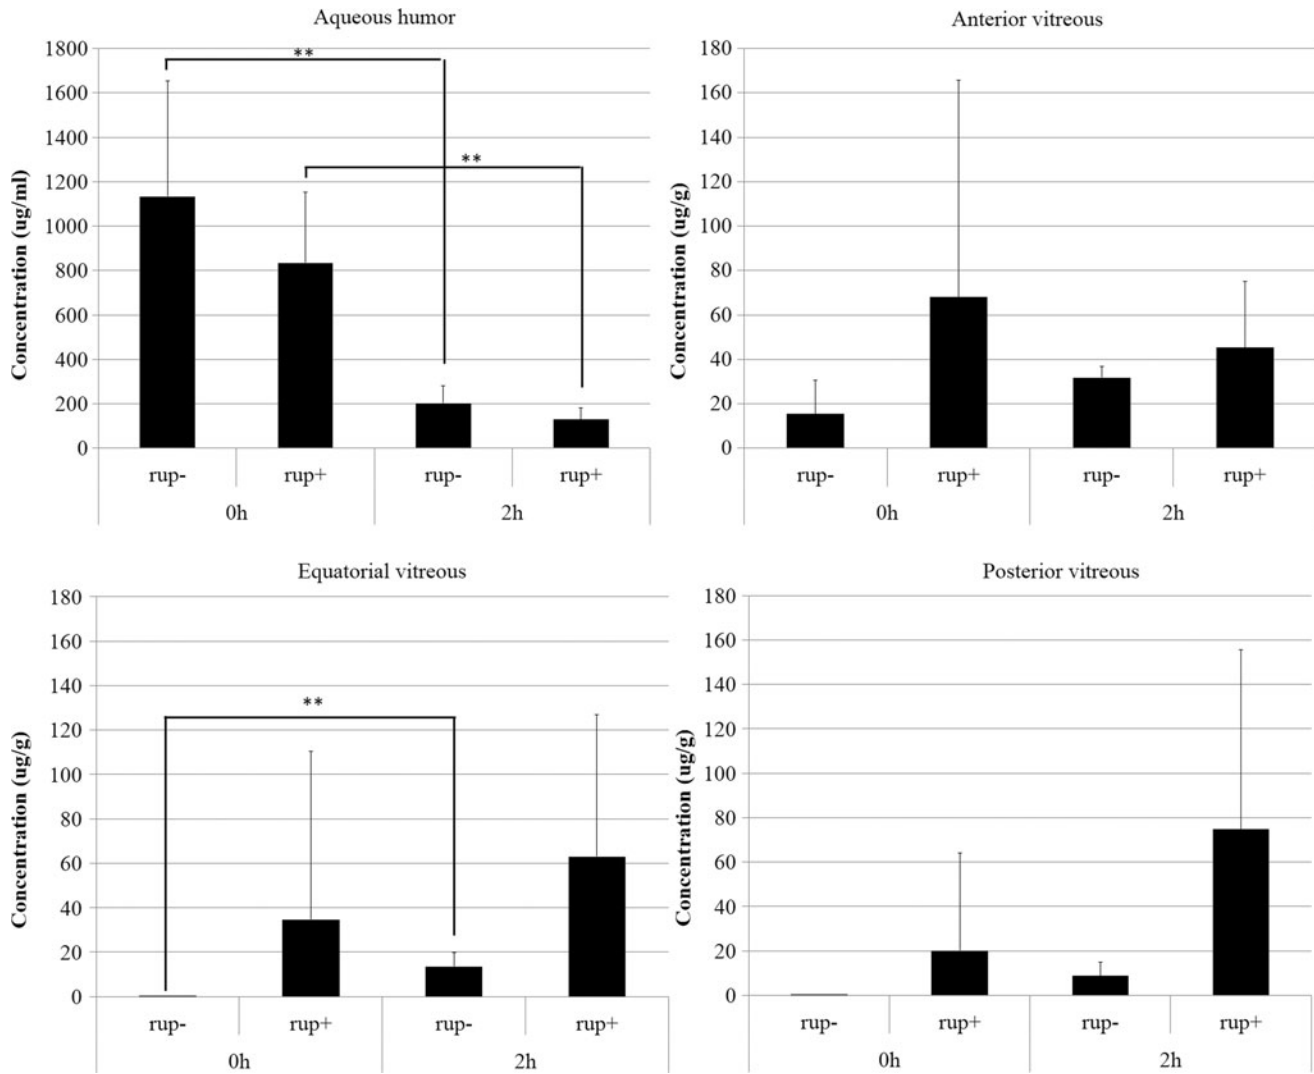 Aqueous humor
Concentration (ug/ml)
1800
1600
1400
1200
1000
800
600
400
200
0
**
**
rup- rup+ rup- rup+
0h 2h
Anterior vitreous
Concentration (ug/g)
180
160
140
120
100
80
60
40
20
0
rup- rup+ rup- rup+
0h 2h
Equatorial vitreous
Concentration (ug/g)
180
160
140
120
100
80
60
40
20
0
**
rup- rup+ rup- rup+
0h 2h
Posterior vitreous
Concentration (ug/g)
180
160
140
120
100
80
60
40
20
0
rup- rup+ rup- rup+
0h 2h